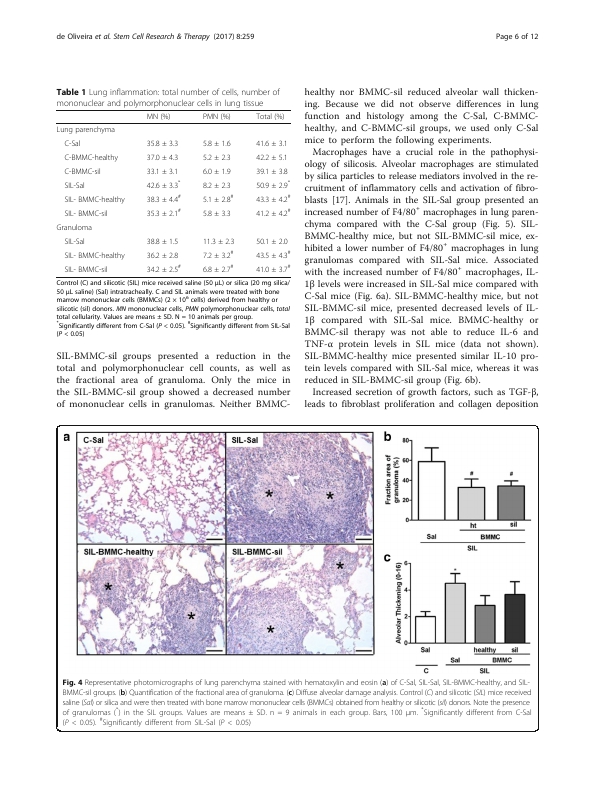 de Oliveira et al. Stem Cell Research & Therapy (2017) 8:259
Page 6 of 12
Table 1 Lung inflammation: total number of cells, number of
mononuclear and polymorphonuclear cells in lung tissue
MN (%) PMN (%) Total (%)
Lung parenchyma
C-Sal 35.8 ± 3.3 5.8 ± 1.6 41.6 ± 3.1
C-BMMC-healthy 37.0 ± 4.3 5.2 ± 2.3 42.2 ± 5.1
C-BMMC-sil 33.1 ± 3.1 6.0 ± 1.9 39.1 ± 3.8
SIL-Sal 42.6 ± 3.3* 8.2 ± 2.3 50.9 ± 2.9*
SIL- BMMC-healthy 38.3 ± 4.4# 5.1 ± 2.8# 43.3 ± 4.2#
SIL- BMMC-sil 35.3 ± 2.1# 5.8 ± 3.3 41.2 ± 4.2#
Granuloma
SIL-Sal 38.8 ± 1.5 11.3 ± 2.3 50.1 ± 2.0
SIL- BMMC-healthy 36.2 ± 2.8 7.2 ± 3.2# 43.5 ± 4.3#
SIL- BMMC-sil 34.2 ± 2.5# 6.8 ± 2.7# 41.0 ± 3.7#
Control (C) and silicotic (SIL) mice received saline (50 μL) or silica (20 mg silica/
50 μL saline) (Sal) intratracheally. C and SIL animals were treated with bone
marrow mononuclear cells (BMMCs) (2 × 10⁶ cells) derived from healthy or
silicotic (sil) donors. MN mononuclear cells, PMN polymorphonuclear cells, total
total cellularity. Values are means ± SD. N = 10 animals per group.
*Significantly different from C-Sal (P < 0.05). #Significantly different from SIL-Sal
(P < 0.05)
SIL-BMMC-sil groups presented a reduction in the
total and polymorphonuclear cell counts, as well as
the fractional area of granuloma. Only the mice in
the SIL-BMMC-sil group showed a decreased number
of mononuclear cells in granulomas. Neither BMMC-
healthy nor BMMC-sil reduced alveolar wall thicken-
ing. Because we did not observe differences in lung
function and histology among the C-Sal, C-BMMC-
healthy, and C-BMMC-sil groups, we used only C-Sal
mice to perform the following experiments.
Macrophages have a crucial role in the pathophysi-
ology of silicosis. Alveolar macrophages are stimulated
by silica particles to release mediators involved in the re-
cruitment of inflammatory cells and activation of fibro-
blasts [17]. Animals in the SIL-Sal group presented an
increased number of F4/80⁺ macrophages in lung paren-
chyma compared with the C-Sal group (Fig. 5). SIL-
BMMC-healthy mice, but not SIL-BMMC-sil mice, ex-
hibited a lower number of F4/80⁺ macrophages in lung
granulomas compared with SIL-Sal mice. Associated
with the increased number of F4/80⁺ macrophages, IL-
1β levels were increased in SIL-Sal mice compared with
C-Sal mice (Fig. 6a). SIL-BMMC-healthy mice, but not
SIL-BMMC-sil mice, presented decreased levels of IL-
1β compared with SIL-Sal mice. BMMC-healthy or
BMMC-sil therapy was not able to reduce IL-6 and
TNF-α protein levels in SIL mice (data not shown).
SIL-BMMC-healthy mice presented similar IL-10 pro-
tein levels compared with SIL-Sal mice, whereas it was
reduced in SIL-BMMC-sil group (Fig. 6b).
Increased secretion of growth factors, such as TGF-β,
leads to fibroblast proliferation and collagen deposition
a
C-Sal
SIL-Sal
* *
SIL-BMMC-healthy
* *
SIL-BMMC-sil
* *
b
Fraction area of
granuloma (%)
80
60
40
20
0
# #
ht sil
Sal BMMC
SIL
c
Alveolar Thickening (0-16)
6
4
2
0
*
Sal healthy sil
Sal BMMC
C SIL
Fig. 4 Representative photomicrographs of lung parenchyma stained with hematoxylin and eosin (a) of C-Sal, SIL-Sal, SIL-BMMC-healthy, and SIL-
BMMC-sil groups. (b) Quantification of the fractional area of granuloma. (c) Diffuse alveolar damage analysis. Control (C) and silicotic (SIL) mice received
saline (Sal) or silica and were then treated with bone marrow mononuclear cells (BMMCs) obtained from healthy or silicotic (sil) donors. Note the presence
of granulomas (*) in the SIL groups. Values are means ± SD. n = 9 animals in each group. Bars, 100 μm. *Significantly different from C-Sal
(P < 0.05). #Significantly different from SIL-Sal (P < 0.05)